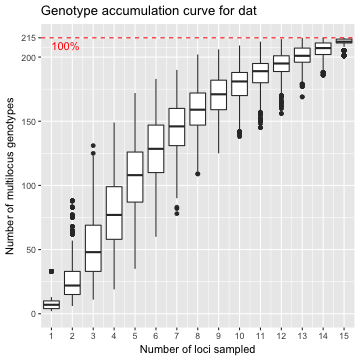 Genotype accumulation curve for dat
215
100%
200
150
100
50
0
1 2 3 4 5 6 7 8 9 10 11 12 13 14 15
Number of loci sampled
Number of multilocus genotypes